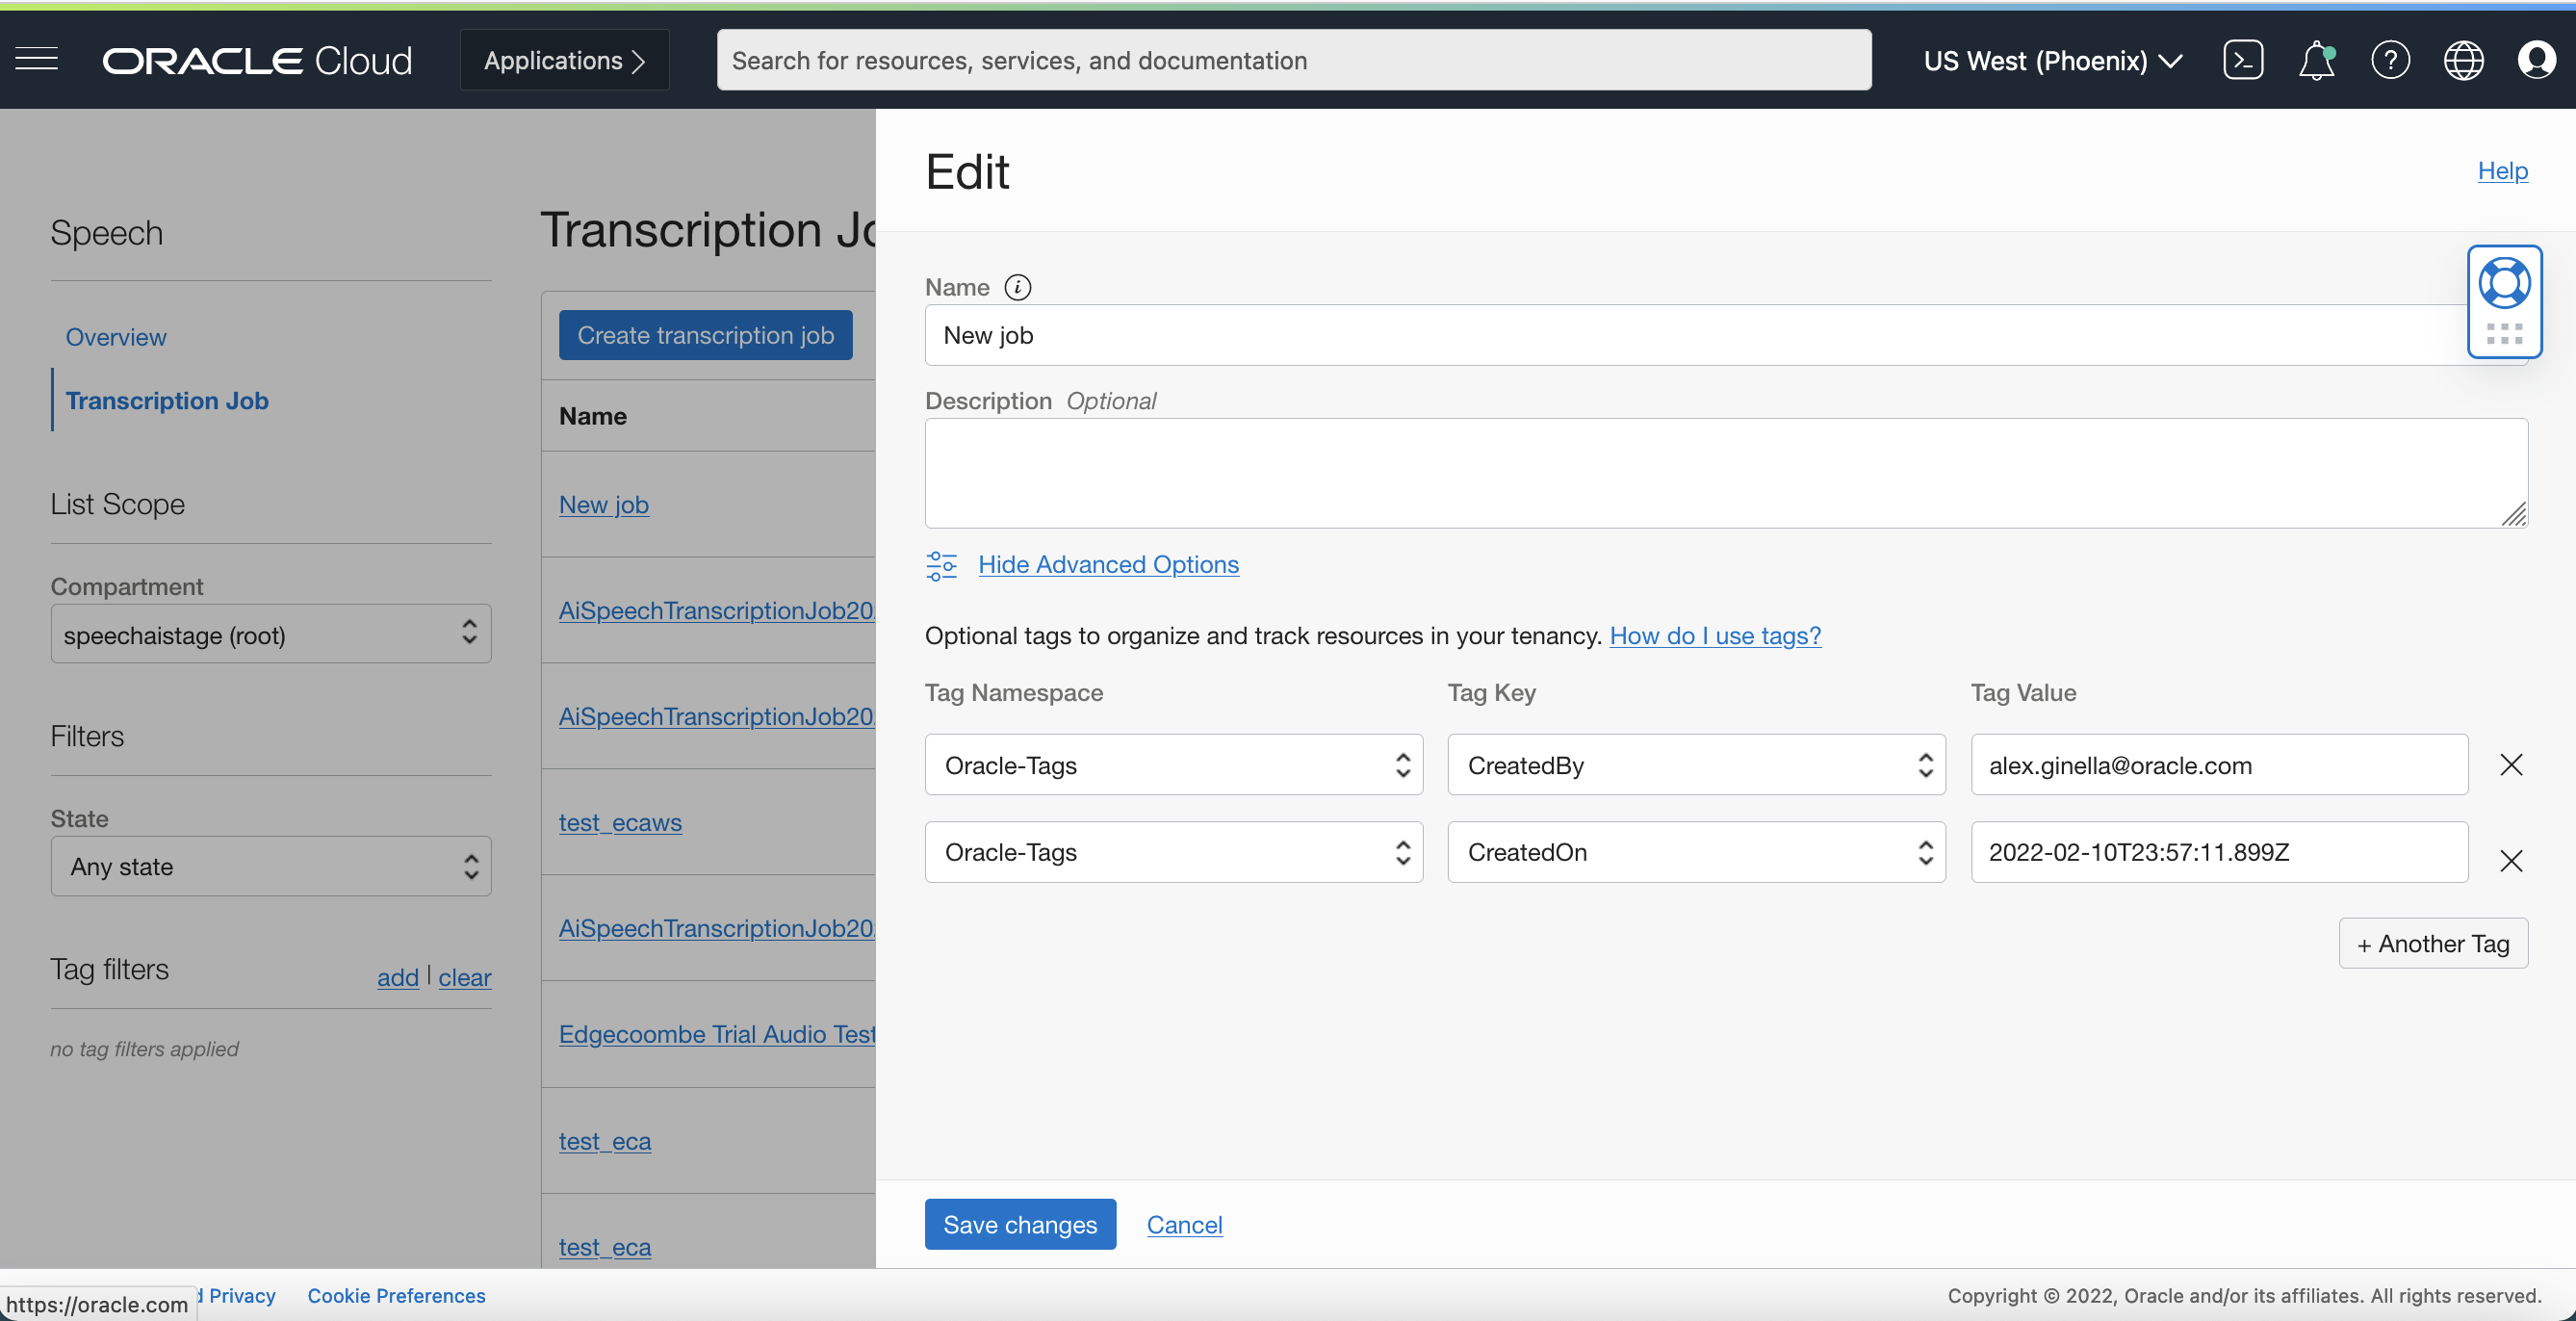 ORACLE Cloud
Applications
Search for resources, services, and documentation
US West (Phoenix)
Speech
Overview
Transcription Job
List Scope
Compartment
speechaistage (root)
Filters
State
Any state
Tag filters
add | clear
no tag filters applied
Transcription Jo
Create transcription job
Name
New job
AiSpeechTranscriptionJob20
AiSpeechTranscriptionJob20
test_ecaws
AiSpeechTranscriptionJob20
Edgecoombe Trial Audio Test
test_eca
test_eca
Edit
Help
Name
New job
Description Optional
Hide Advanced Options
Optional tags to organize and track resources in your tenancy. How do I use tags?
Tag Namespace Tag Key Tag Value
Oracle-Tags CreatedBy alex.ginella@oracle.com
Oracle-Tags CreatedOn 2022-02-10T23:57:11.899Z
+ Another Tag
Save changes Cancel
https://oracle.com
Privacy Cookie Preferences
Copyright © 2022, Oracle and/or its affiliates. All rights reserved.